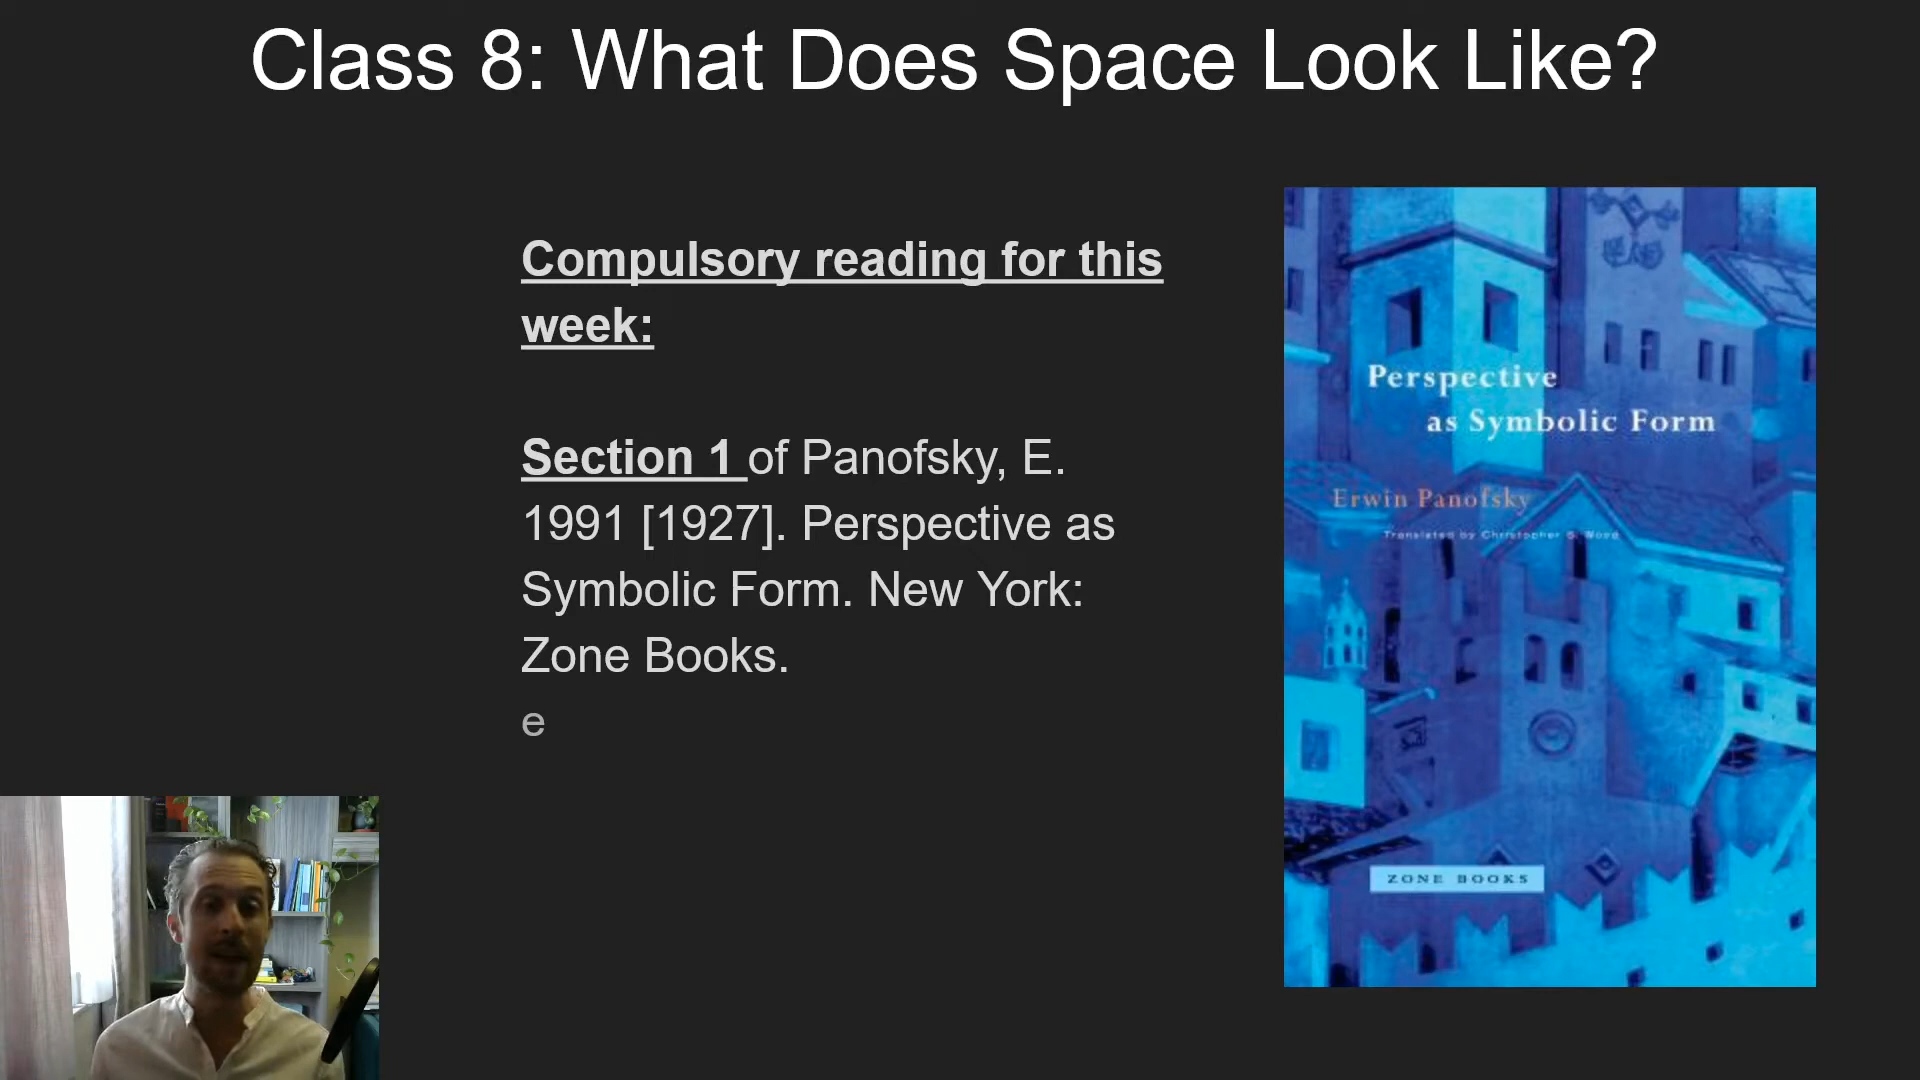 Class 8: What Does Space Look Like?
Compulsory reading for this
week:
Section 1 of Panofsky, E.
1991 [1927]. Perspective as
Symbolic Form. New York:
Zone Books.
e
Perspective
as Symbolic Form
Erwin Panofsky
Translated by Christopher S. Wood
ZONE BOOKS